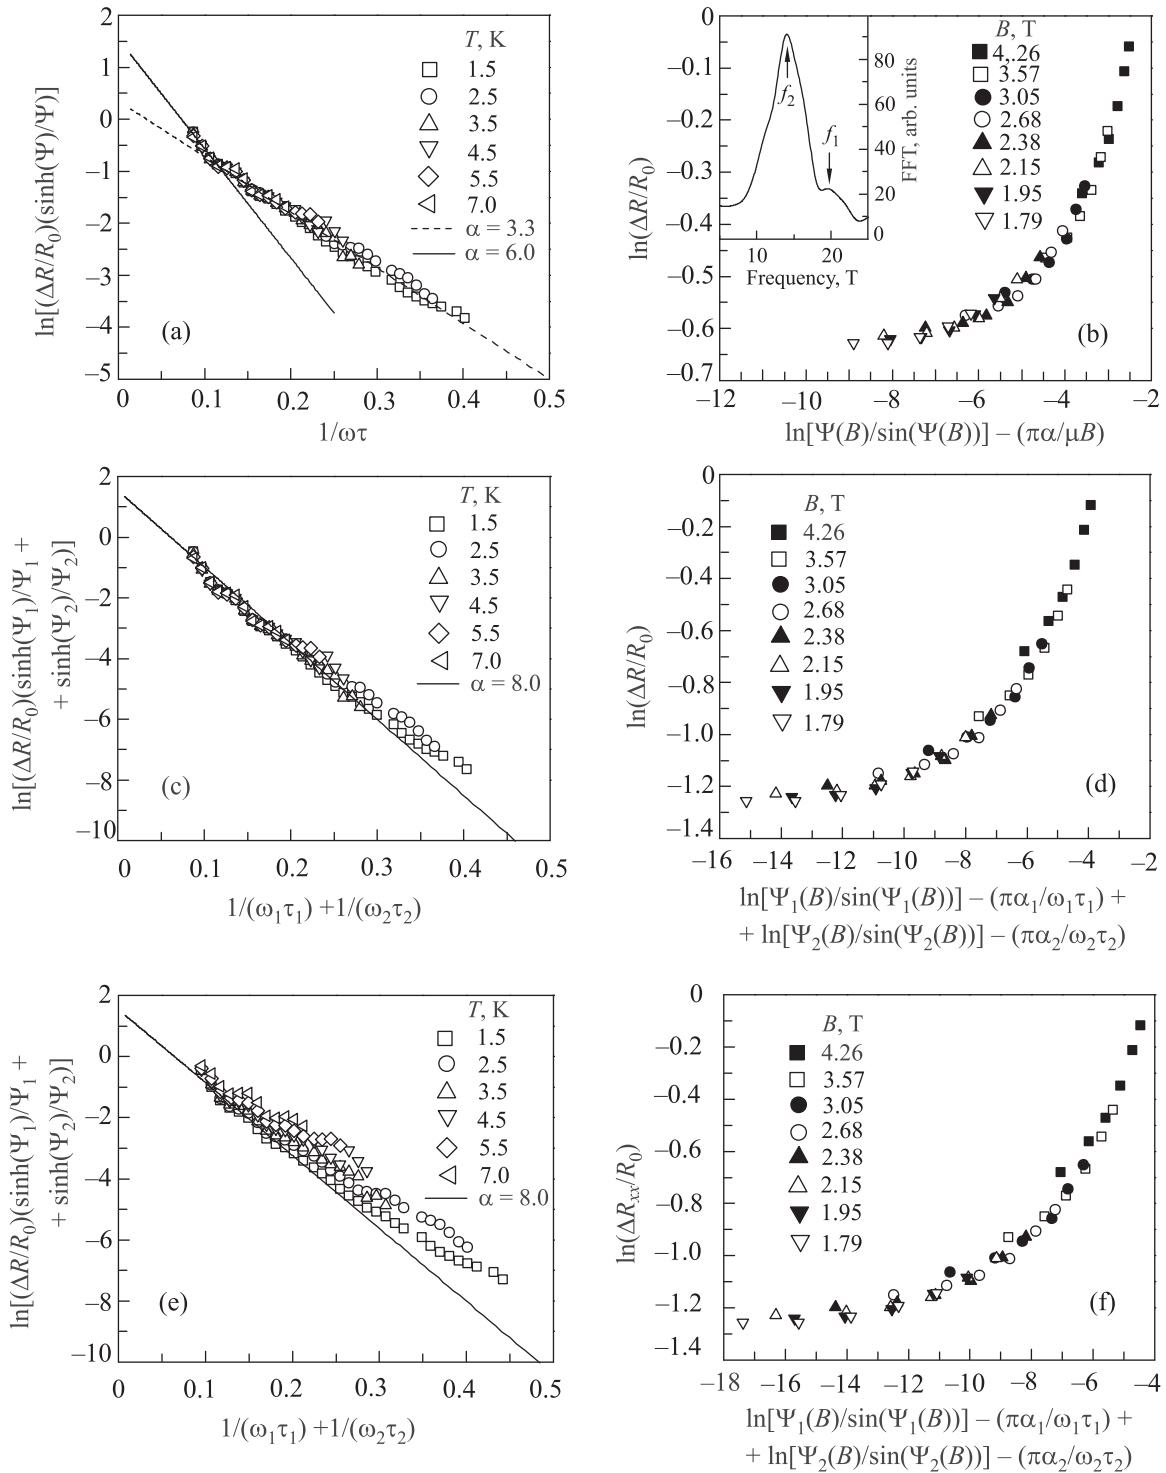 2
1
0
–1
–2
–3
–4
–5
ln[(ΔR/R0)(sinh(Ψ)/Ψ)]
T, K
1.5
2.5
3.5
4.5
5.5
7.0
α = 3.3
α = 6.0
(a)
0 0.1 0.2 0.3 0.4 0.5
1/ωτ
0
–0.1
–0.2
–0.3
–0.4
–0.5
–0.6
–0.7
ln(ΔR/R0)
f2
f1
80
60
40
20
0
FFT, arb. units
10 20
Frequency, T
B, T
4,.26
3.57
3.05
2.68
2.38
2.15
1.95
1.79
(b)
–12 –10 –8 –6 –4 –2
ln[Ψ(B)/sin(Ψ(B))] – (πα/μB)
2
0
–2
–4
–6
–8
–10
ln[(ΔR/R0)(sinh(Ψ1)/Ψ1 +
+ sinh(Ψ2)/Ψ2)]
T, K
1.5
2.5
3.5
4.5
5.5
7.0
α = 8.0
(c)
0 0.1 0.2 0.3 0.4 0.5
1/(ω1τ1) +1/(ω2τ2)
0
–0.2
–0.4
–0.6
–0.8
–1.0
–1.2
–1.4
ln(ΔR/R0)
B, T
4.26
3.57
3.05
2.68
2.38
2.15
1.95
1.79
(d)
–16 –14 –12 –10 –8 –6 –4 –2
ln[Ψ1(B)/sin(Ψ1(B))] – (πα1/ω1τ1) +
+ ln[Ψ2(B)/sin(Ψ2(B))] – (πα2/ω2τ2)
2
0
–2
–4
–6
–8
–10
ln[(ΔR/R0)(sinh(Ψ1)/Ψ1 +
+ sinh(Ψ2)/Ψ2)]
T, K
1.5
2.5
3.5
4.5
5.5
7.0
α = 8.0
(e)
0 0.1 0.2 0.3 0.4 0.5
1/(ω1τ1) +1/(ω2τ2)
0
–0.2
–0.4
–0.6
–0.8
–1.0
–1.2
–1.4
ln(ΔRxx/R0)
B, T
4.26
3.57
3.05
2.68
2.38
2.15
1.95
1.79
(f)
–18 –16 –14 –12 –10 –8 –6 –4
ln[Ψ1(B)/sin(Ψ1(B))] – (πα1/ω1τ1) +
+ ln[Ψ2(B)/sin(Ψ2(B))] – (πα2/ω2τ2)